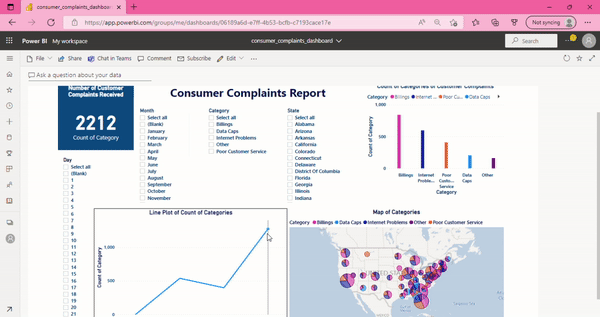 consumer_complaints_dashboard
https://app.powerbi.com/groups/me/dashboards/06189a6d-e7ff-4b53-bcfb-c7193cace17e
Not syncing
Power BI My workspace
consumer_complaints_dashboard
Search
File Share Chat in Teams Comment Subscribe Edit
Ask a question about your data
Number of Customer
Complaints Received
2212
Count of Category
Consumer Complaints Report
Month
Select all
(Blank)
January
February
March
April
May
June
July
August
September
October
November
Category
Select all
Billings
Data Caps
Internet Problems
Other
Poor Customer Service
State
Select all
Alabama
Arizona
Arkansas
California
Colorado
Connecticut
Delaware
District Of Columbia
Florida
Georgia
Illinois
Indiana
Count of Categories of Customer Complaints
Category Billings Internet ... Poor Cu... Data Caps
1,000
500
0
Count of Category
Billings
Internet
Proble...
Poor
Custo...
Service
Data
Caps
Other
Category
Day
Select all
(Blank)
1
2
3
4
5
6
7
8
9
10
11
12
13
14
15
16
17
18
19
20
21
Line Plot of Count of Categories
Count of Category
1,000
500
0
Map of Categories
Category Billings Data Caps Internet Problems Other Poor Customer Service
UNITED STATES